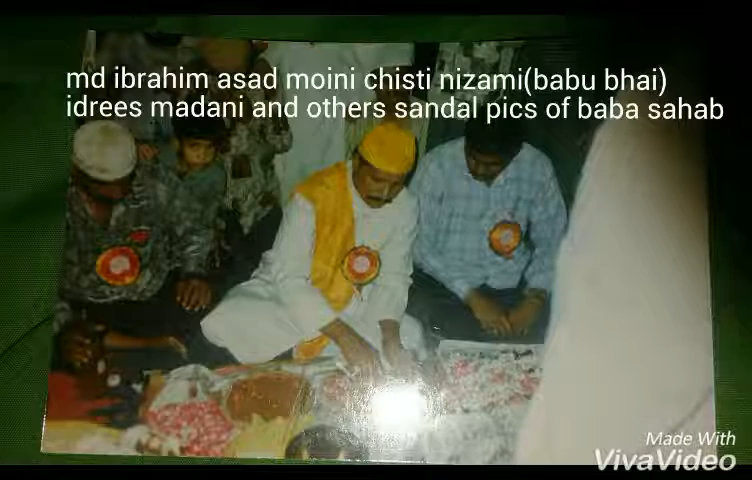 md ibrahim asad moini chisti nizami(babu bhai)
idrees madani and others sandal pics of baba sahab
Made With
VivaVideo